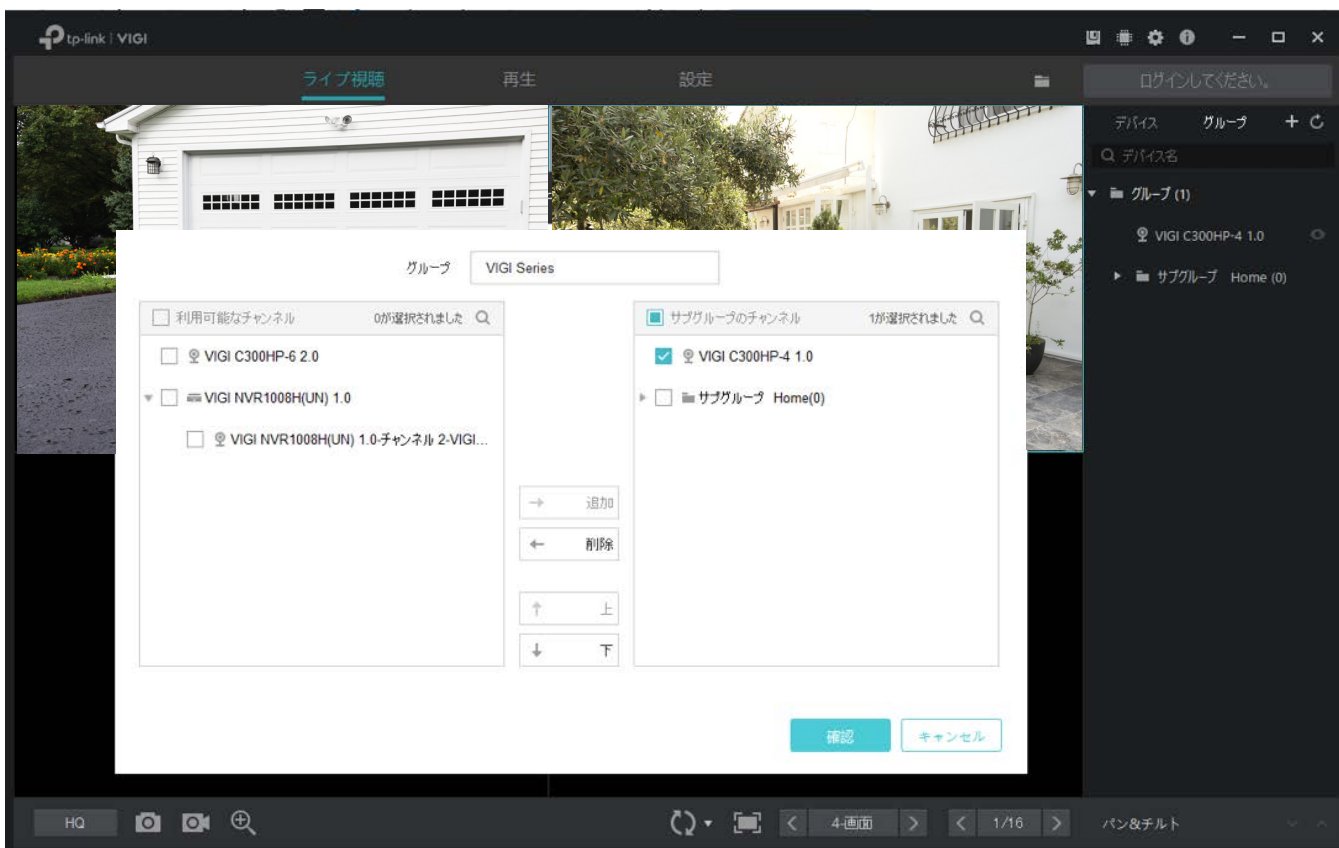 tp-link | VIGI
ライブ視聴 再生 設定 ログインしてください。
デバイス グループ
デバイス名
グループ (1)
VIGI C300HP-4 1.0
サブグループ Home (0)
グループ VIGI Series
利用可能なチャンネル 0が選択されました
VIGI C300HP-6 2.0
VIGI NVR1008H(UN) 1.0
VIGI NVR1008H(UN) 1.0-チャンネル 2-VIGI...
追加
削除
上
下
サブグループのチャンネル 1が選択されました
VIGI C300HP-4 1.0
サブグループ Home(0)
確認 キャンセル
HQ 4-画面 1/16 パン&チルト